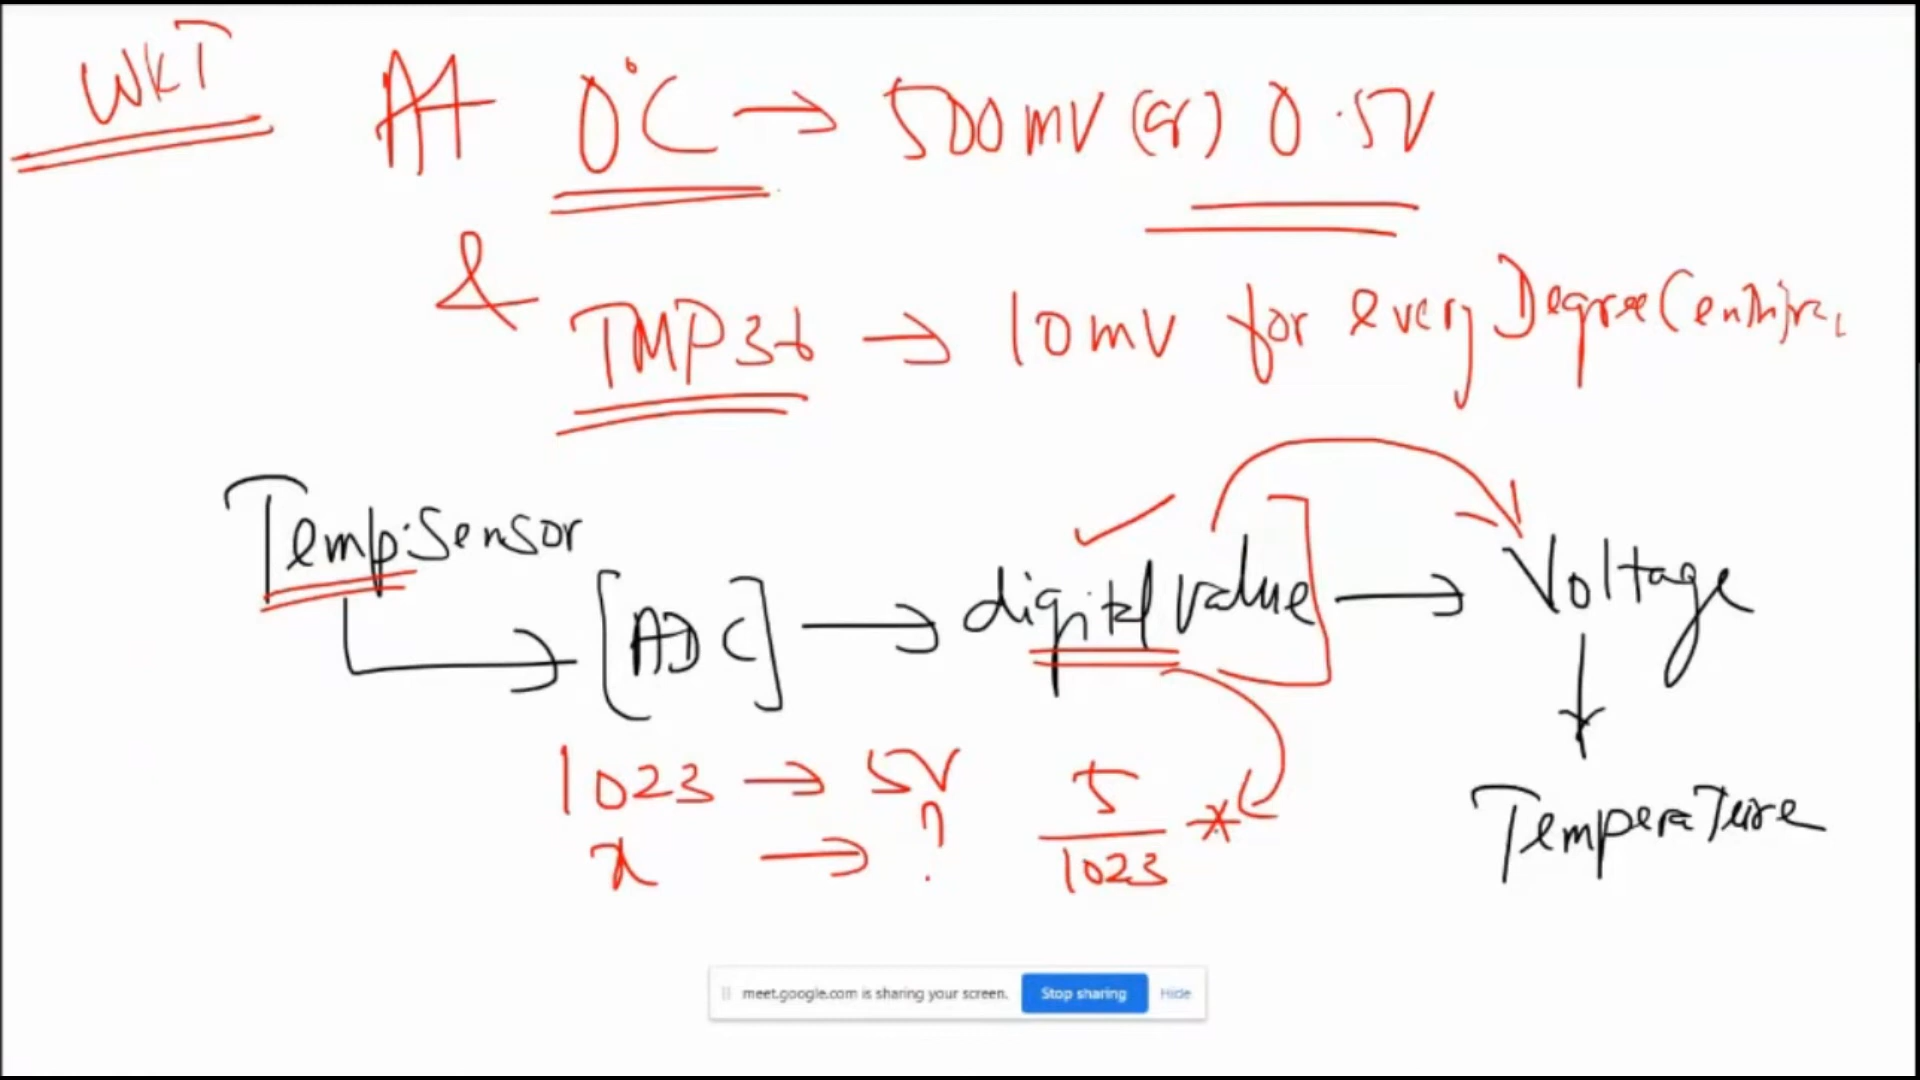 WKT
At 0°C → 500mV (or) 0.5V
& TMP36 → 10mV for every Degree
Temp. Sensor
[ADC] → digital value → Voltage
Temperature
1023 → 5V
x → ?
5/1023 *
meet.google.com is sharing your screen. Stop sharing Hide